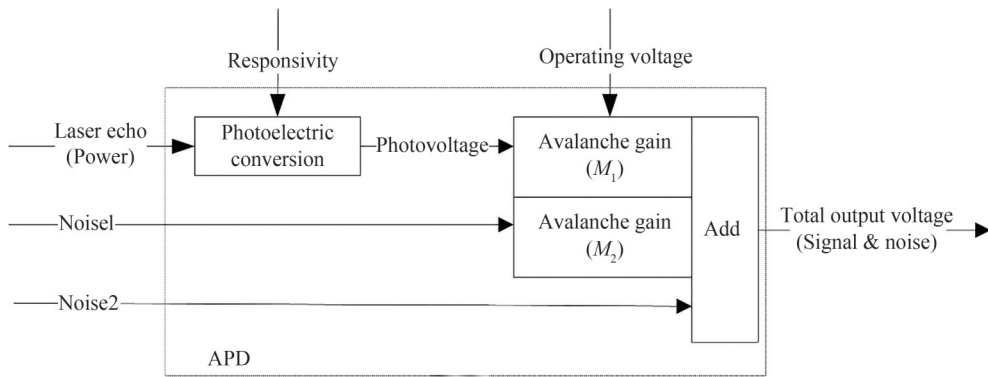 Responsivity
Operating voltage
Laser echo
(Power)
Photoelectric
conversion
Photovoltage
Avalanche gain
(M₁)
Noisel
Avalanche gain
(M₂)
Add
Total output voltage
(Signal & noise)
Noise2
APD